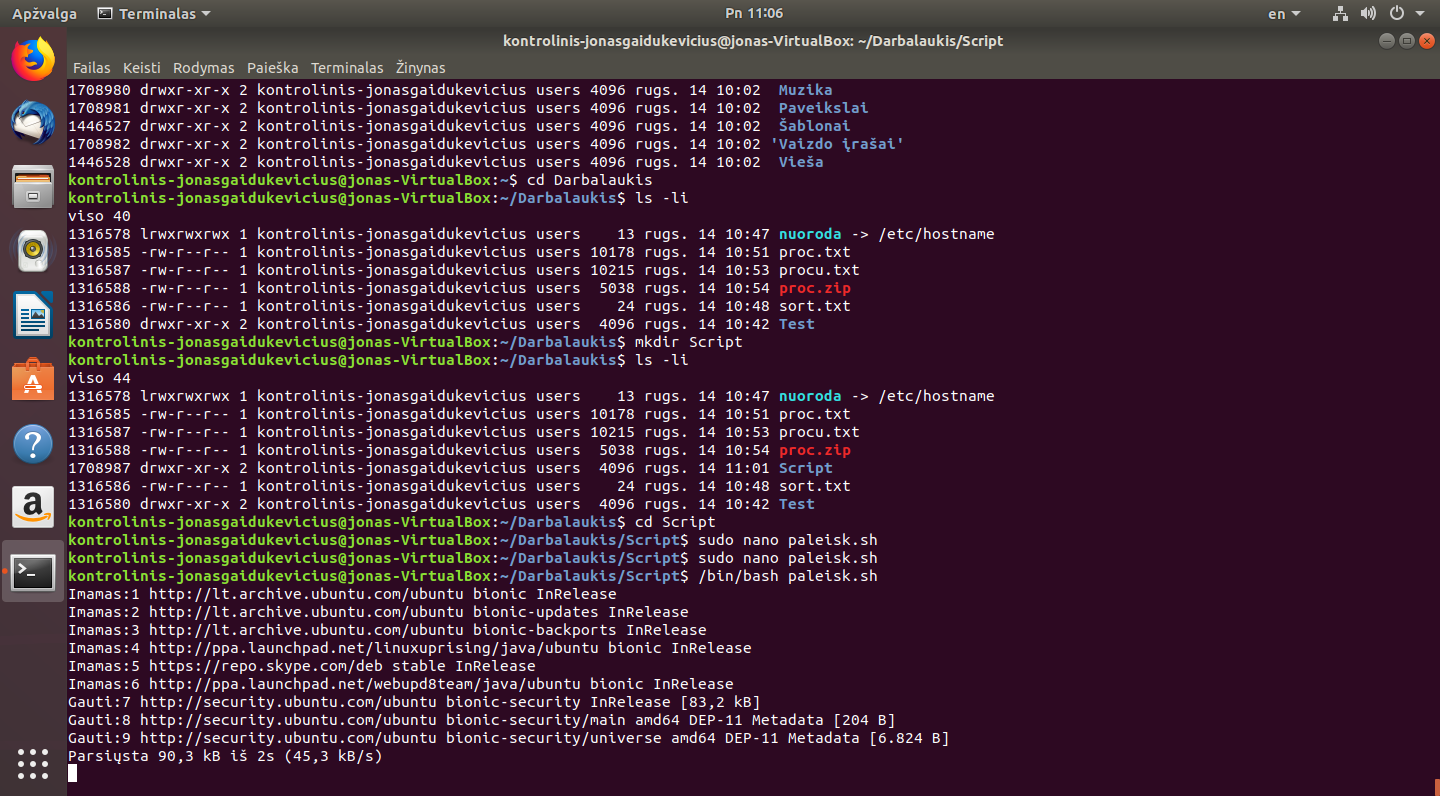 Apžvalga Terminalas Pn 11:06 en
kontrolinis-jonasgaidukevicius@jonas-VirtualBox: ~/Darbalaukis/Script
Failas Keisti Rodymas Paieška Terminalas Žinynas
1708980 drwxr-xr-x 2 kontrolinis-jonasgaidukevicius users 4096 rugs. 14 10:02  Muzika
1708981 drwxr-xr-x 2 kontrolinis-jonasgaidukevicius users 4096 rugs. 14 10:02  Paveikslai
1446527 drwxr-xr-x 2 kontrolinis-jonasgaidukevicius users 4096 rugs. 14 10:02  Šablonai
1708982 drwxr-xr-x 2 kontrolinis-jonasgaidukevicius users 4096 rugs. 14 10:02 'Vaizdo įrašai'
1446528 drwxr-xr-x 2 kontrolinis-jonasgaidukevicius users 4096 rugs. 14 10:02  Vieša
kontrolinis-jonasgaidukevicius@jonas-VirtualBox:~$ cd Darbalaukis
kontrolinis-jonasgaidukevicius@jonas-VirtualBox:~/Darbalaukis$ ls -li
viso 40
1316578 lrwxrwxrwx 1 kontrolinis-jonasgaidukevicius users    13 rugs. 14 10:47 nuoroda -> /etc/hostname
1316585 -rw-r--r-- 1 kontrolinis-jonasgaidukevicius users 10178 rugs. 14 10:51 proc.txt
1316587 -rw-r--r-- 1 kontrolinis-jonasgaidukevicius users 10215 rugs. 14 10:53 procu.txt
1316588 -rw-r--r-- 1 kontrolinis-jonasgaidukevicius users  5038 rugs. 14 10:54 proc.zip
1316586 -rw-r--r-- 1 kontrolinis-jonasgaidukevicius users    24 rugs. 14 10:48 sort.txt
1316580 drwxr-xr-x 2 kontrolinis-jonasgaidukevicius users  4096 rugs. 14 10:42 Test
kontrolinis-jonasgaidukevicius@jonas-VirtualBox:~/Darbalaukis$ mkdir Script
kontrolinis-jonasgaidukevicius@jonas-VirtualBox:~/Darbalaukis$ ls -li
viso 44
1316578 lrwxrwxrwx 1 kontrolinis-jonasgaidukevicius users    13 rugs. 14 10:47 nuoroda -> /etc/hostname
1316585 -rw-r--r-- 1 kontrolinis-jonasgaidukevicius users 10178 rugs. 14 10:51 proc.txt
1316587 -rw-r--r-- 1 kontrolinis-jonasgaidukevicius users 10215 rugs. 14 10:53 procu.txt
1316588 -rw-r--r-- 1 kontrolinis-jonasgaidukevicius users  5038 rugs. 14 10:54 proc.zip
1708987 drwxr-xr-x 2 kontrolinis-jonasgaidukevicius users  4096 rugs. 14 11:01 Script
1316586 -rw-r--r-- 1 kontrolinis-jonasgaidukevicius users    24 rugs. 14 10:48 sort.txt
1316580 drwxr-xr-x 2 kontrolinis-jonasgaidukevicius users  4096 rugs. 14 10:42 Test
kontrolinis-jonasgaidukevicius@jonas-VirtualBox:~/Darbalaukis$ cd Script
kontrolinis-jonasgaidukevicius@jonas-VirtualBox:~/Darbalaukis/Script$ sudo nano paleisk.sh
kontrolinis-jonasgaidukevicius@jonas-VirtualBox:~/Darbalaukis/Script$ sudo nano paleisk.sh
kontrolinis-jonasgaidukevicius@jonas-VirtualBox:~/Darbalaukis/Script$ /bin/bash paleisk.sh
Imamas:1 http://lt.archive.ubuntu.com/ubuntu bionic InRelease
Imamas:2 http://lt.archive.ubuntu.com/ubuntu bionic-updates InRelease
Imamas:3 http://lt.archive.ubuntu.com/ubuntu bionic-backports InRelease
Imamas:4 http://ppa.launchpad.net/linuxuprising/java/ubuntu bionic InRelease
Imamas:5 https://repo.skype.com/deb stable InRelease
Imamas:6 http://ppa.launchpad.net/webupd8team/java/ubuntu bionic InRelease
Gauti:7 http://security.ubuntu.com/ubuntu bionic-security InRelease [83,2 kB]
Gauti:8 http://security.ubuntu.com/ubuntu bionic-security/main amd64 DEP-11 Metadata [204 B]
Gauti:9 http://security.ubuntu.com/ubuntu bionic-security/universe amd64 DEP-11 Metadata [6.824 B]
Parsiųsta 90,3 kB iš 2s (45,3 kB/s)